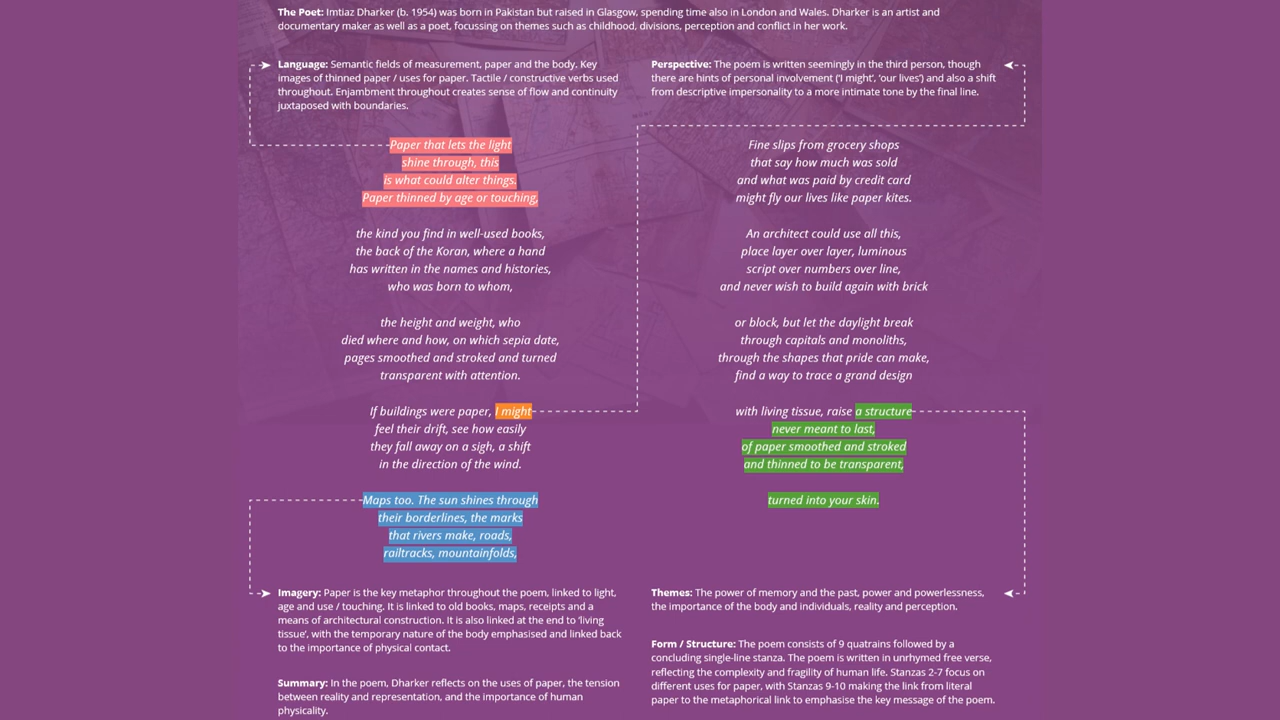 The Poet: Imtiaz Dharker (b. 1954) was born in Pakistan but raised in Glasgow, spending time also in London and Wales. Dharker is an artist and
documentary maker as well as a poet, focussing on themes such as childhood, divisions, perception and conflict in her work.
Language: Semantic fields of measurement, paper and the body. Key
images of thinned paper / uses for paper. Tactile / constructive verbs used
throughout. Enjambment throughout creates sense of flow and continuity
juxtaposed with boundaries.
Perspective: The poem is written seemingly in the third person, though
there are hints of personal involvement ('I might', 'our lives') and also a shift
from descriptive impersonality to a more intimate tone by the final line.
Paper that lets the light
shine through, this
is what could alter things.
Paper thinned by age or touching,
the kind you find in well-used books,
the back of the Koran, where a hand
has written in the names and histories,
who was born to whom,
the height and weight, who
died where and how, on which sepia date,
pages smoothed and stroked and turned
transparent with attention.
If buildings were paper, I might
feel their drift, see how easily
they fall away on a sigh, a shift
in the direction of the wind.
Maps too. The sun shines through
their borderlines, the marks
that rivers make, roads,
railtracks, mountainfolds,
Fine slips from grocery shops
that say how much was sold
and what was paid by credit card
might fly our lives like paper kites.
An architect could use all this,
place layer over layer, luminous
script over numbers over line,
and never wish to build again with brick
or block, but let the daylight break
through capitals and monoliths,
through the shapes that pride can make,
find a way to trace a grand design
with living tissue, raise a structure
never meant to last,
of paper smoothed and stroked
and thinned to be transparent,
turned into your skin.
Imagery: Paper is the key metaphor throughout the poem, linked to light,
age and use / touching. It is linked to old books, maps, receipts and a
means of architectural construction. It is also linked at the end to 'living
tissue', with the temporary nature of the body emphasised and linked back
to the importance of physical contact.
Summary: In the poem, Dharker reflects on the uses of paper, the tension
between reality and representation, and the importance of human
physicality.
Themes: The power of memory and the past, power and powerlessness,
the importance of the body and individuals, reality and perception.
Form / Structure: The poem consists of 9 quatrains followed by a
concluding single-line stanza. The poem is written in unrhymed free verse,
reflecting the complexity and fragility of human life. Stanzas 2-7 focus on
different uses for paper, with Stanzas 9-10 making the link from literal
paper to the metaphorical link to emphasise the key message of the poem.